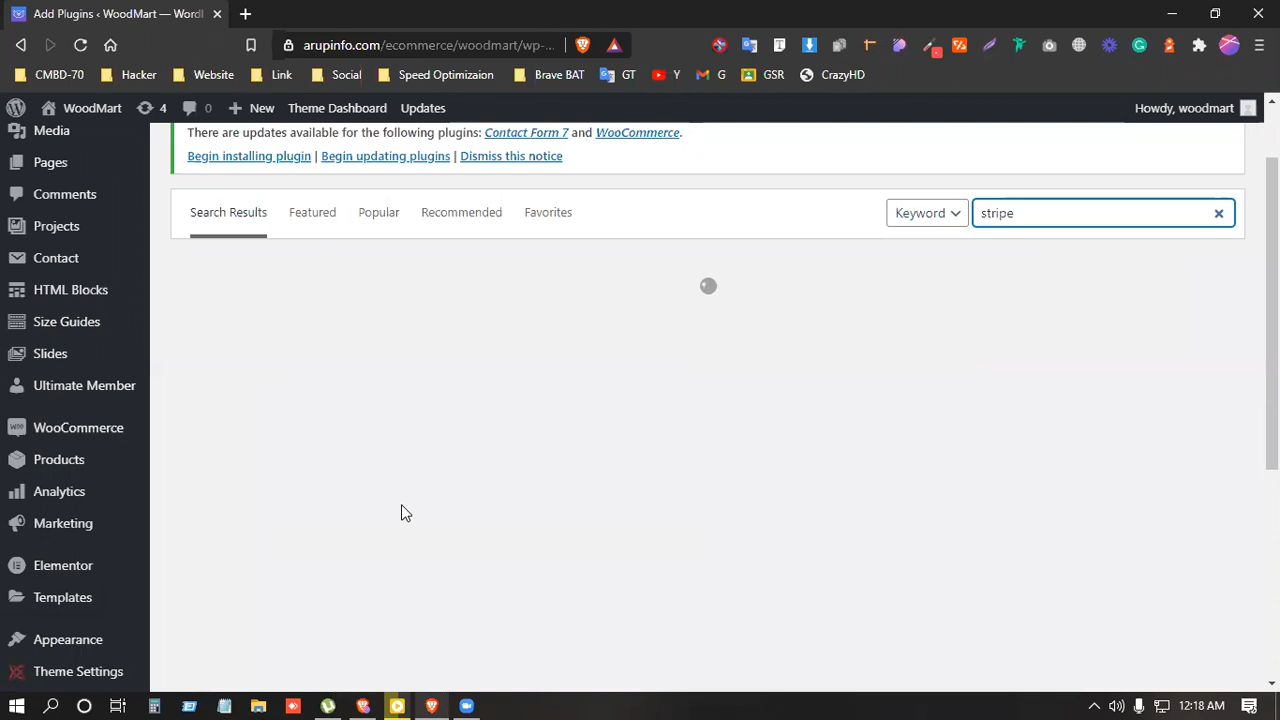 Add Plugins ‹ WoodMart — Word
arupinfo.com/ecommerce/woodmart/wp-...
CPTBD-70 Hacker Website Link Social Speed Optimizaion Brave BAT GT Y G GSR CrazyHD
WoodMart 4 0 New Theme Dashboard Updates Howdy, woodmart
Media
Pages
Comments
Projects
Contact
HTML Blocks
Size Guides
Slides
Ultimate Member
WooCommerce
Products
Analytics
Marketing
Elementor
Templates
Appearance
Theme Settings
There are updates available for the following plugins: Contact Form 7 and WooCommerce.
Begin installing plugin | Begin updating plugins | Dismiss this notice
Search Results Featured Popular Recommended Favorites Keyword stripe
12:18 AM